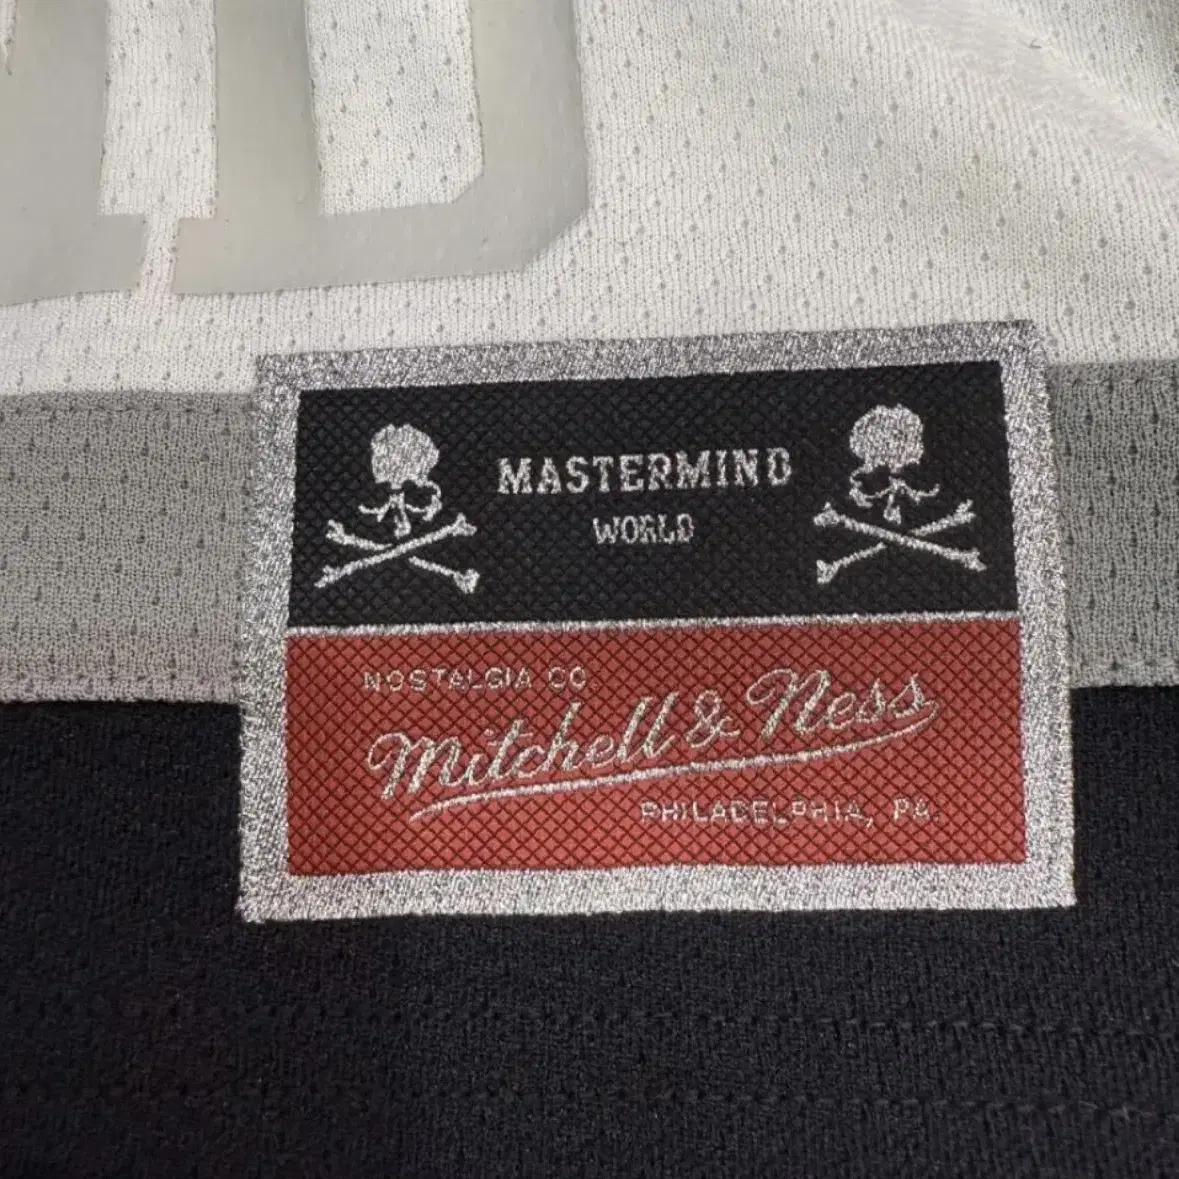 MASTERMIND
WORLD
NOSTALGIA CO.
Mitchell & Ness
PHILADELPHIA, PA.